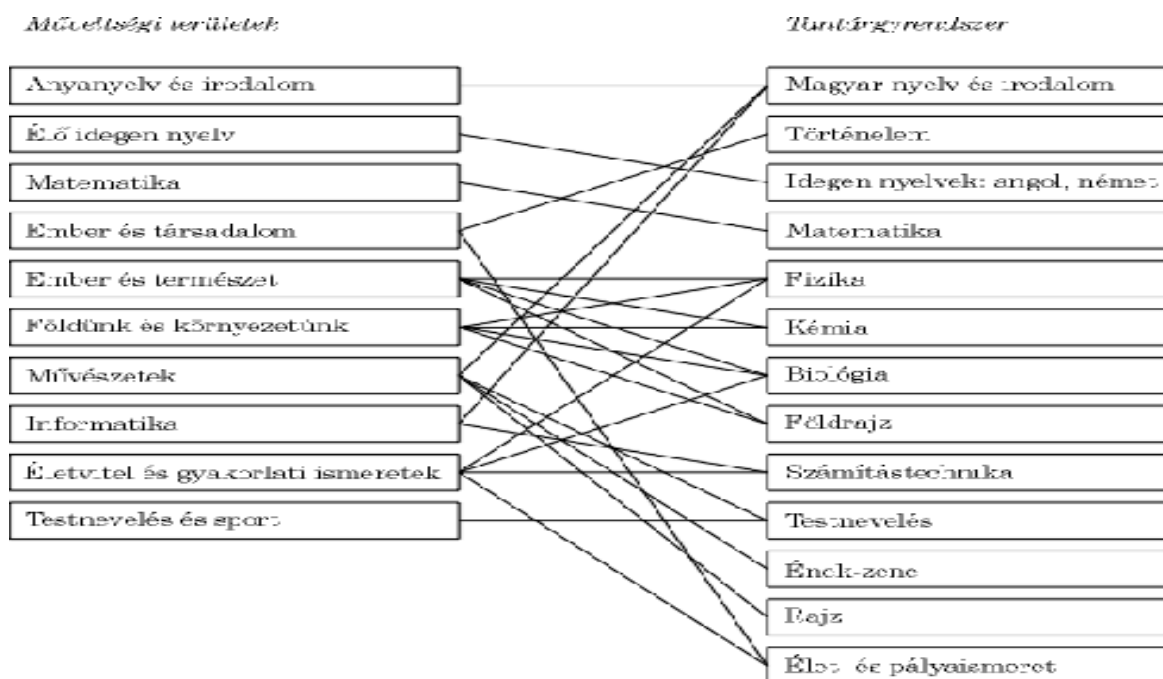 Műveltségi területek
Tantárgyrendszer
Anyanyelv és irodalom
Magyar nyelv és irodalom
Élő idegen nyelv
Történelem
Matematika
Idegen nyelvek: angol, német
Ember és társadalom
Matematika
Ember és természet
Fizika
Földünk és környezetünk
Kémia
Művészetek
Biológia
Informatika
Földrajz
Életvitel és gyakorlati ismeretek
Számítástechnika
Testnevelés és sport
Testnevelés
Ének-zene
Rajz
Élet- és pályaismeret